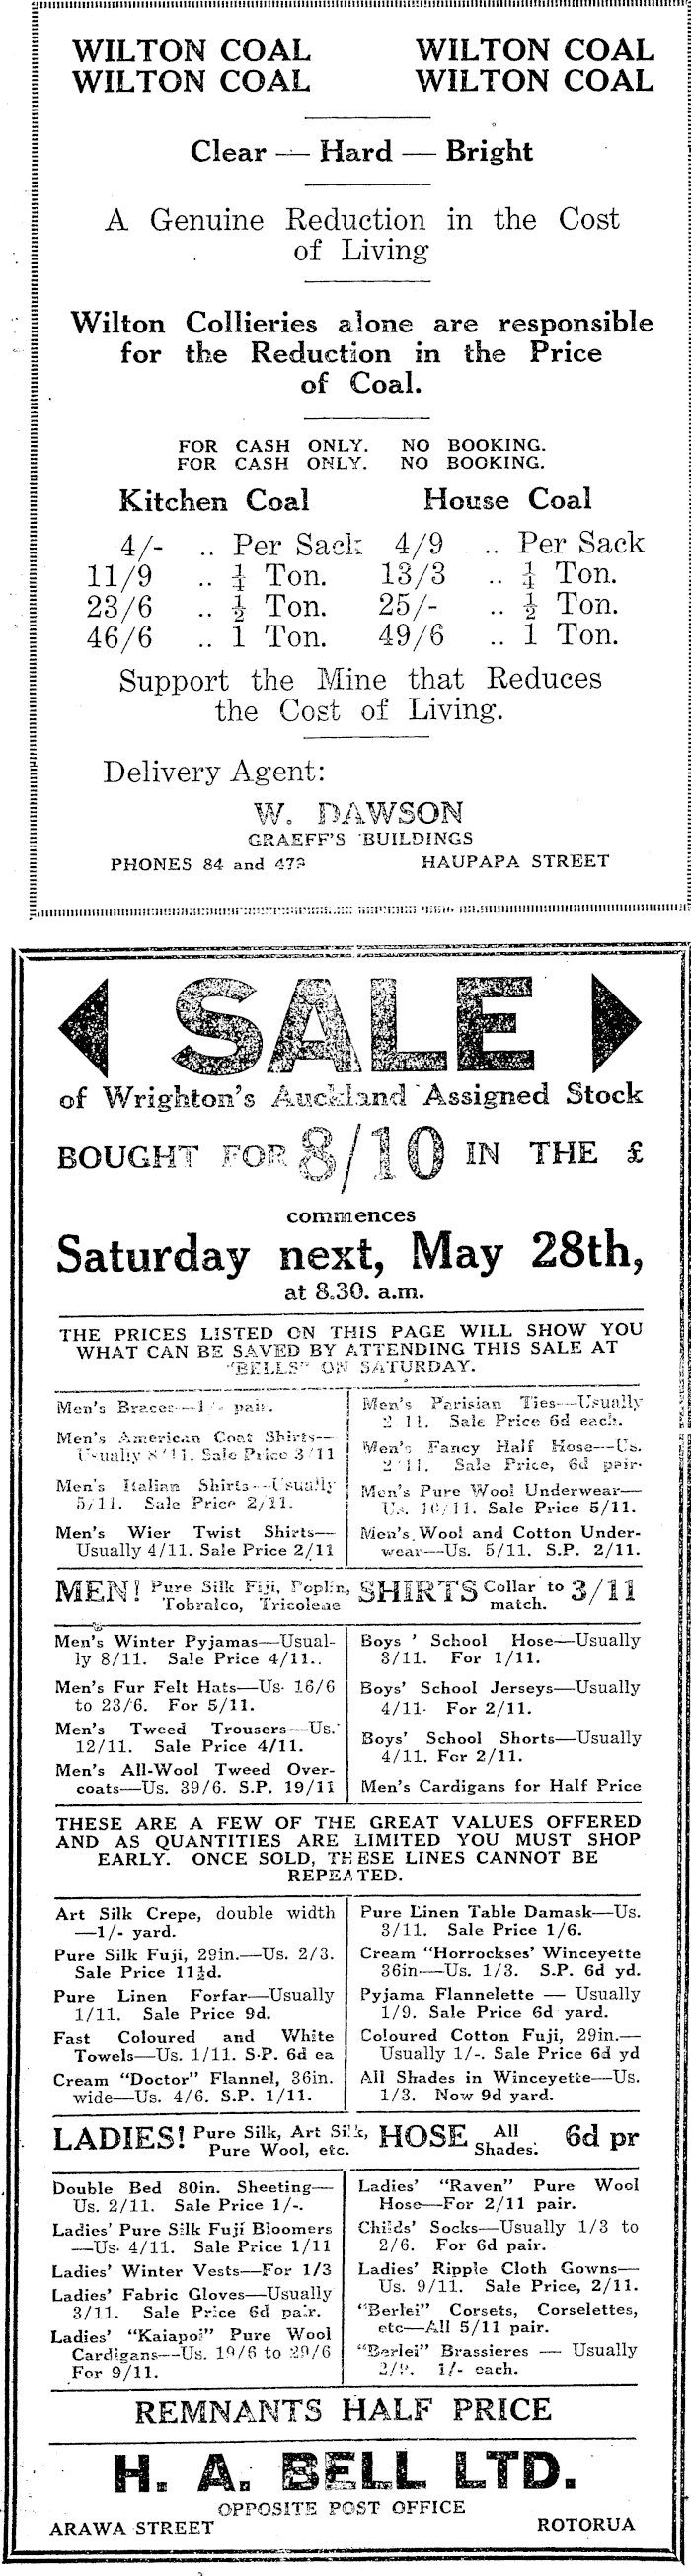 WILTON COAL WILTON COAL
WILTON COAL WILTON COAL
Clear — Hard — Bright
A Genuine Reduction in the Cost
of Living
Wilton Collieries alone are responsible
for the Reduction in the Price
of Coal.
FOR CASH ONLY. NO BOOKING.
FOR CASH ONLY. NO BOOKING.
Kitchen Coal House Coal
4/- .. Per Sack 4/9 .. Per Sack
11/9 .. ¼ Ton. 13/3 .. ¼ Ton.
23/6 .. ½ Ton. 25/- .. ½ Ton.
46/6 .. 1 Ton. 49/6 .. 1 Ton.
Support the Mine that Reduces
the Cost of Living.
Delivery Agent:
W. DAWSON
GRAEFF'S BUILDINGS
PHONES 84 and HAUPAPA STREET
SALE
of Wrighton's Auckland Assigned Stock
BOUGHT FOR 8/10 IN THE £
commences
Saturday next, May 28th,
at 8.30. a.m.
THE PRICES LISTED ON THIS PAGE WILL SHOW YOU
WHAT CAN BE SAVED BY ATTENDING THIS SALE AT
"BELLS" ON SATURDAY.
Men's Braces— pair.
Men's American Coat Shirts—
Usually 8/11. Sale Price 3/11
Men's Italian Shirts—Usually
5/11. Sale Price 2/11.
Men's Wier Twist Shirts—
Usually 4/11. Sale Price 2/11
Men's Parisian Ties—Usually
2/11. Sale Price 6d each.
Men's Fancy Half Hose—Us.
2/11. Sale Price, 6d pair.
Men's Pure Wool Underwear—
Us. 10/11. Sale Price 5/11.
Men's Wool and Cotton Under-
wear—Us. 5/11. S.P. 2/11.
MEN! Pure Silk Fiji, Poplin, SHIRTS Collar to 3/11
Tobralco, Tricolene match.
Men's Winter Pyjamas—Usual-
ly 8/11. Sale Price 4/11..
Men's Fur Felt Hats—Us. 16/6
to 23/6. For 5/11.
Men's Tweed Trousers—Us.
12/11. Sale Price 4/11.
Men's All-Wool Tweed Over-
coats—Us. 39/6. S.P. 19/11
Boys ' School Hose—Usually
3/11. For 1/11.
Boys' School Jerseys—Usually
4/11. For 2/11.
Boys' School Shorts—Usually
4/11. For 2/11.
Men's Cardigans for Half Price
THESE ARE A FEW OF THE GREAT VALUES OFFERED
AND AS QUANTITIES ARE LIMITED YOU MUST SHOP
EARLY. ONCE SOLD, THESE LINES CANNOT BE
REPEATED.
Art Silk Crepe, double width
—1/- yard.
Pure Silk Fuji, 29in.—Us. 2/3.
Sale Price 11½d.
Pure Linen Forfar—Usually
1/11. Sale Price 9d.
Fast Coloured and White
Towels—Us. 1/11. S.P. 6d ea
Cream "Doctor" Flannel, 36in.
wide—Us. 4/6. S.P. 1/11.
Pure Linen Table Damask—Us.
3/11. Sale Price 1/6.
Cream "Horrockses' Winceyette
36in.—Us. 1/3. S.P. 6d yd.
Pyjama Flannelette — Usually
1/9. Sale Price 6d yard.
Coloured Cotton Fuji, 29in.—
Usually 1/-. Sale Price 6d yd
All Shades in Winceyette—Us.
1/3. Now 9d yard.
LADIES! Pure Silk, Art Silk, HOSE All 6d pr
Pure Wool, etc. Shades.
Double Bed 80in. Sheeting—
Us. 2/11. Sale Price 1/-.
Ladies' Pure Silk Fuji Bloomers
—Us. 4/11. Sale Price 1/11
Ladies' Winter Vests—For 1/3
Ladies' Fabric Gloves—Usually
3/11. Sale Price 6d pair.
Ladies' "Kaiapoi" Pure Wool
Cardigans—Us. 19/6 to 29/6
For 9/11.
Ladies' "Raven" Pure Wool
Hose—For 2/11 pair.
Childs' Socks—Usually 1/3 to
2/6. For 6d pair.
Ladies' Ripple Cloth Gowns—
Us. 9/11. Sale Price, 2/11.
"Berlei" Corsets, Corselettes,
etc—All 5/11 pair.
"Berlei" Brassieres — Usually
1/- each.
REMNANTS HALF PRICE
H. A. BELL LTD.
OPPOSITE POST OFFICE
ARAWA STREET ROTORUA